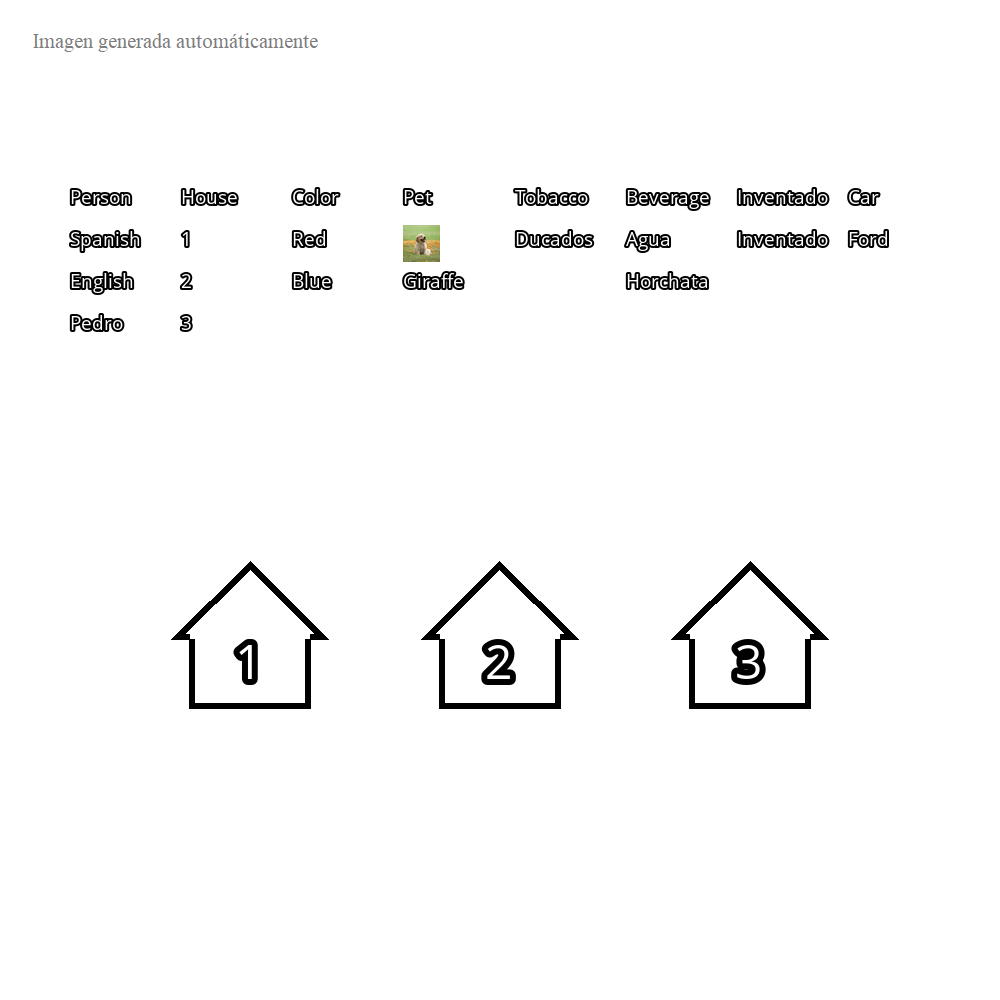 Imagen generada automáticamente
Person House Color Pet Tobacco Beverage Inventado Car
Spanish 1 Red Ducados Agua Inventado Ford
English 2 Blue Giraffe Horchata
Pedro 3
1 2 3